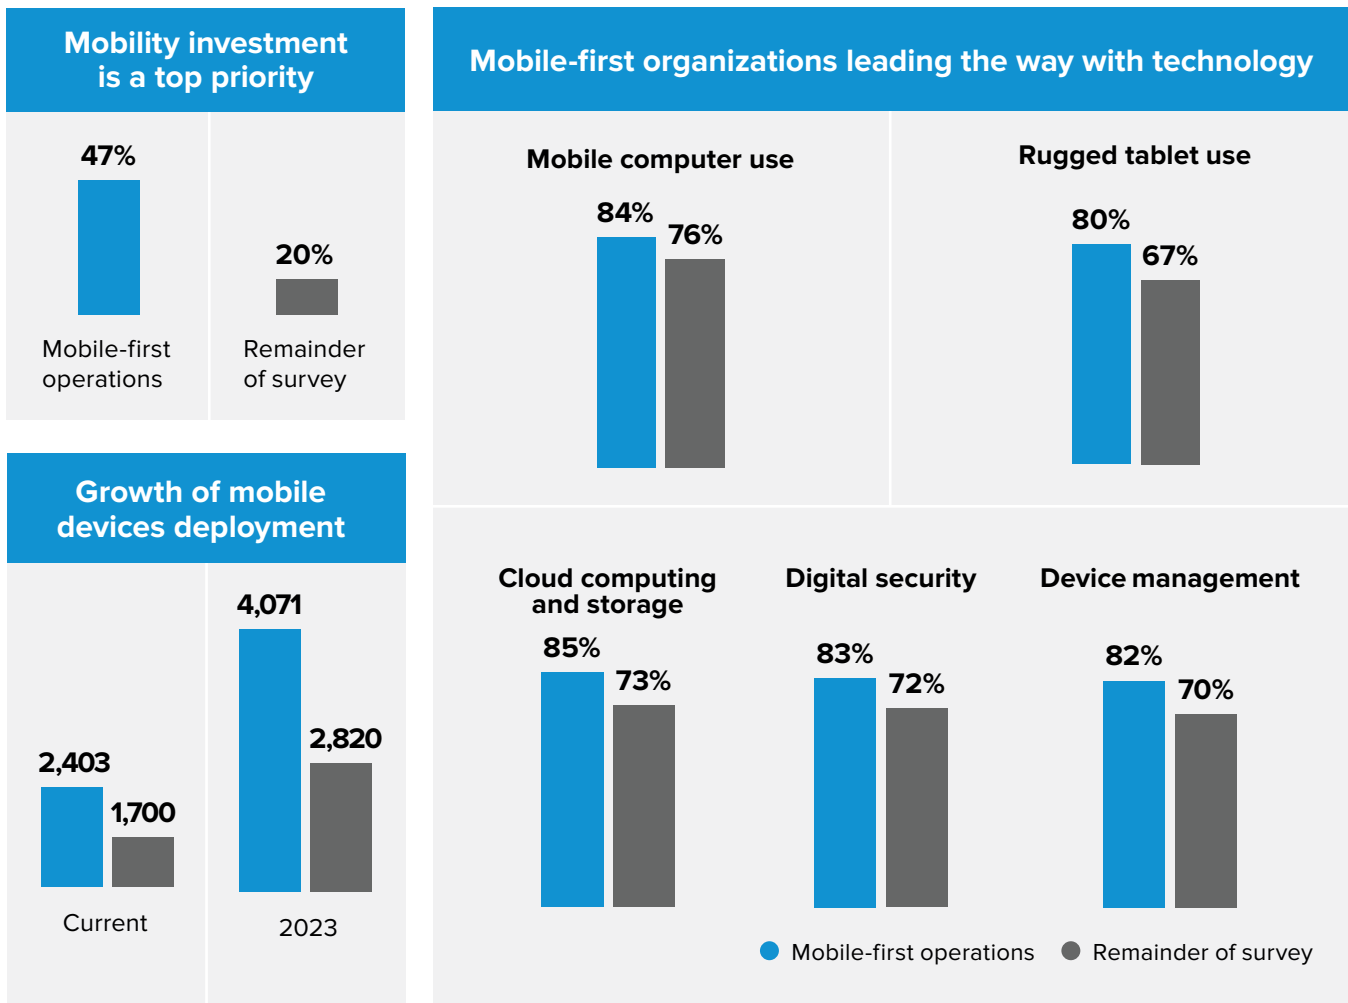 Mobility investment
is a top priority
47%
20%
Mobile-first
operations
Remainder
of survey
Growth of mobile
devices deployment
2,403
1,700
4,071
2,820
Current
2023
Mobile-first organizations leading the way with technology
Mobile computer use
84%
76%
Rugged tablet use
80%
67%
Cloud computing
and storage
85%
73%
Digital security
83%
72%
Device management
82%
70%
Mobile-first operations
Remainder of survey